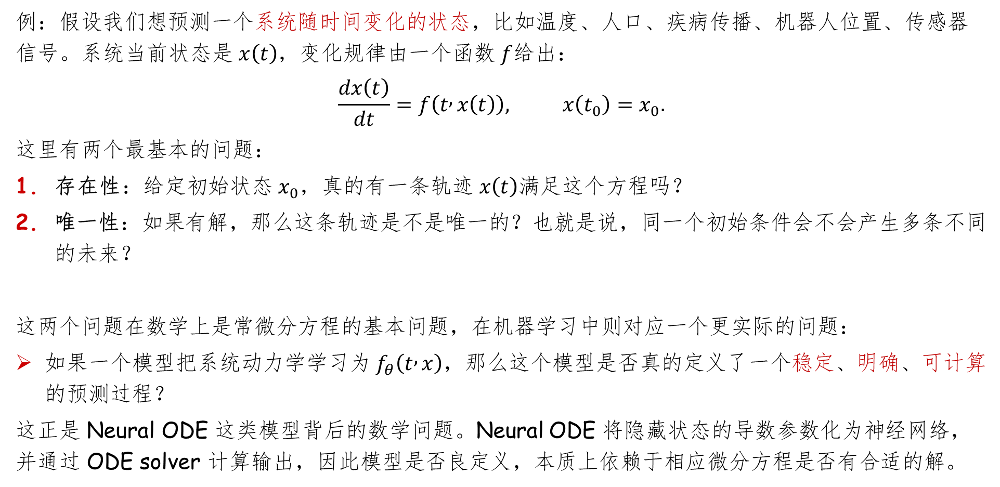 例：假设我们想预测一个系统随时间变化的状态，比如温度、人口、疾病传播、机器人位置、传感器
信号。系统当前状态是 x(t)，变化规律由一个函数 f 给出：
dx(t)/dt = f(t, x(t)),    x(t₀) = x₀.
这里有两个最基本的问题：
1. 存在性：给定初始状态 x₀，真的有一条轨迹 x(t)满足这个方程吗？
2. 唯一性：如果有解，那么这条轨迹是不是唯一的？也就是说，同一个初始条件会不会产生多条不同
的未来？
这两个问题在数学上是常微分方程的基本问题，在机器学习中则对应一个更实际的问题：
➢ 如果一个模型把系统动力学学习为 f_θ(t, x)，那么这个模型是否真的定义了一个稳定、明确、可计算
的预测过程？
这正是 Neural ODE 这类模型背后的数学问题。Neural ODE 将隐藏状态的导数参数化为神经网络，
并通过 ODE solver 计算输出，因此模型是否良定义，本质上依赖于相应微分方程是否有合适的解。